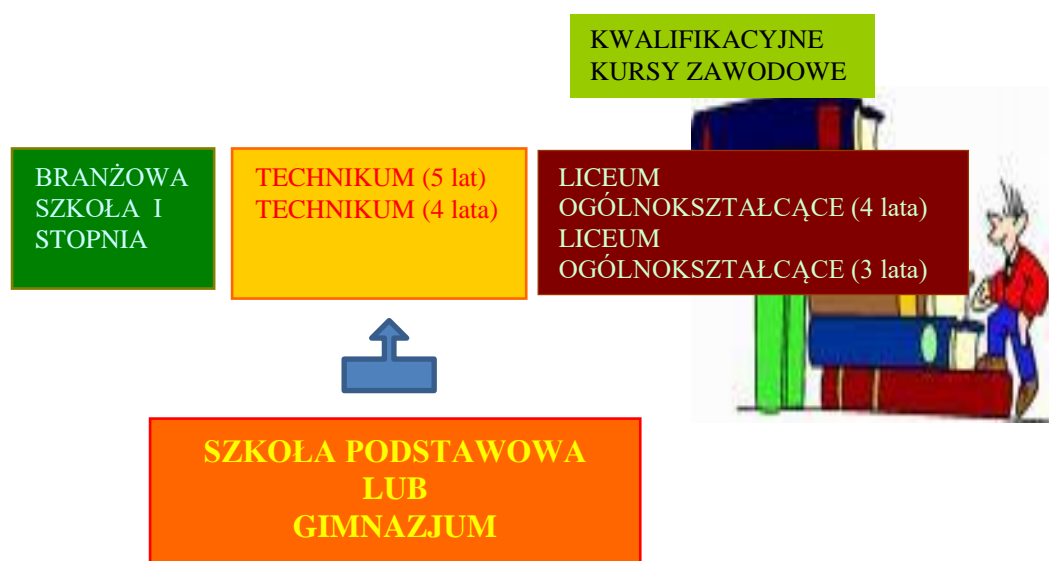 KWALIFIKACYJNE
KURSY ZAWODOWE
BRANŻOWA
SZKOŁA I
STOPNIA
TECHNIKUM (5 lat)
TECHNIKUM (4 lata)
LICEUM
OGÓLNOKSZTAŁCĄCE (4 lata)
LICEUM
OGÓLNOKSZTAŁCĄCE (3 lata)
SZKOŁA PODSTAWOWA
LUB
GIMNAZJUM